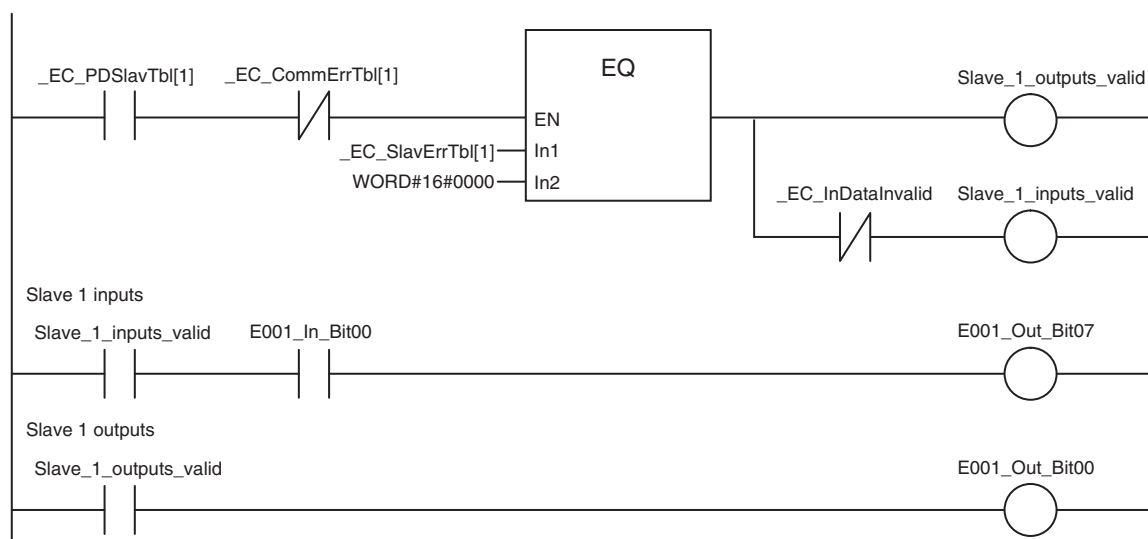 EQ
_EC_PDSlavTbl[1] _EC_CommErrTbl[1] Slave_1_outputs_valid
EN
_EC_SlavErrTbl[1] In1
WORD#16#0000 In2
_EC_InDataInvalid Slave_1_inputs_valid
Slave 1 inputs
Slave_1_inputs_valid E001_In_Bit00 E001_Out_Bit07
Slave 1 outputs
Slave_1_outputs_valid E001_Out_Bit00